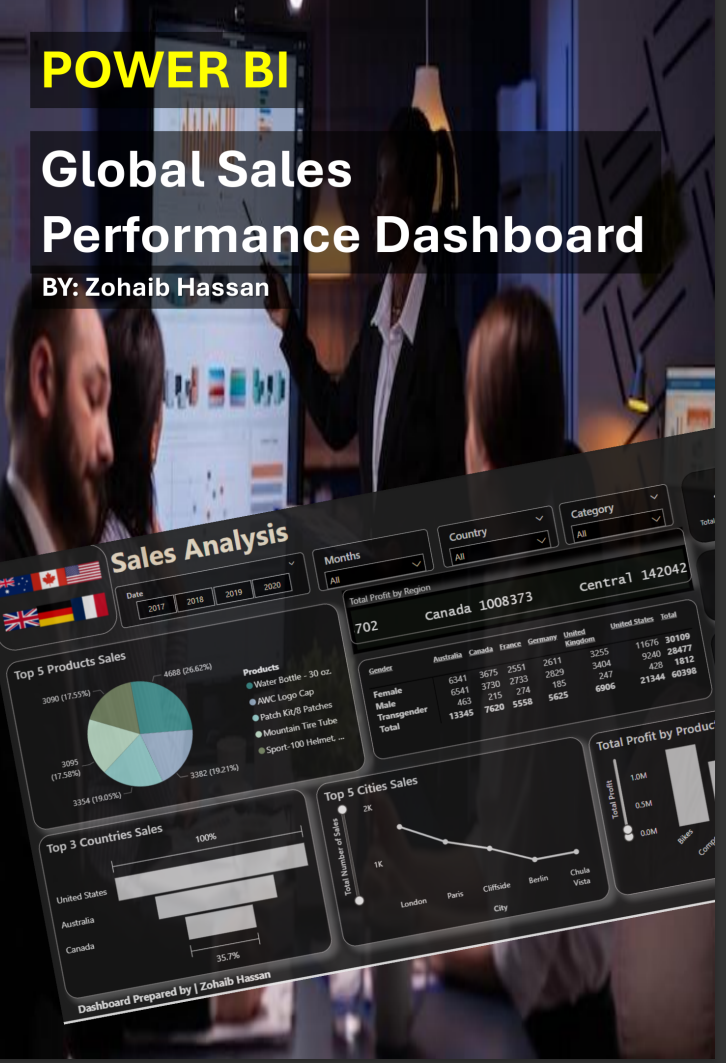 POWER BI
Global Sales
Performance Dashboard
BY: Zohaib Hassan
Sales Analysis
Date
2017 2018 2019 2020
Months
All
Country
All
Category
All
Total
Top 5 Products Sales
4688 (26.62%)
3090 (17.55%)
3095
(17.58%)
3354 (19.05%)
3382 (19.21%)
Products
Water Bottle - 30 oz.
AWC Logo Cap
Patch Kit/8 Patches
Mountain Tire Tube
Sport-100 Helmet, ...
Total Profit by Region
702 Canada 1008373 Central 142042
Gender Australia Canada France Germany United Kingdom United States Total
Female 6341 3675 2551 2611 3255 11676 30109
Male 6541 3730 2733 2829 3404 9240 28477
Transgender 463 215 274 185 247 428 1812
Total 13345 7620 5558 5625 6906 21344 60398
Top 3 Countries Sales
100%
United States
Australia
Canada
35.7%
Top 5 Cities Sales
Total Number of Sales
2K
1K
London Paris Cliffside Berlin Chula Vista
City
Total Profit by Produc
Total Profit
1.0M
0.5M
0.0M
Bikes
Comp
Dashboard Prepared by | Zohaib Hassan